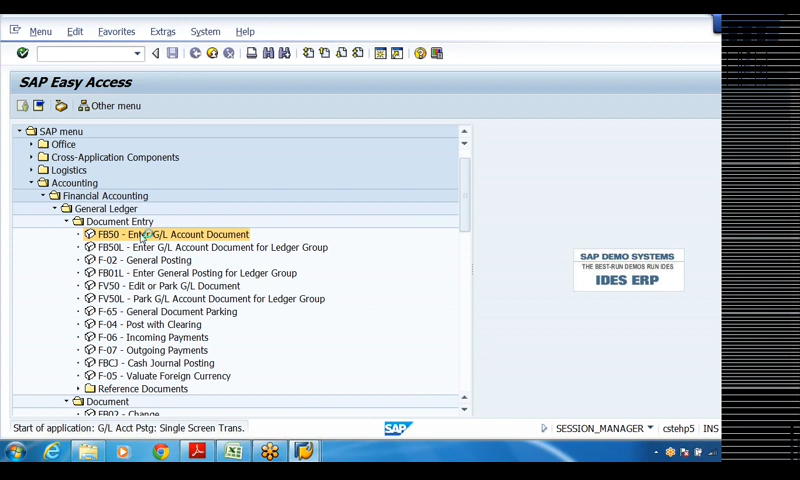 Menu Edit Favorites Extras System Help
SAP Easy Access
Other menu
SAP menu
Office
Cross-Application Components
Logistics
Accounting
Financial Accounting
General Ledger
Document Entry
FB50 - Enter G/L Account Document
FB50L - Enter G/L Account Document for Ledger Group
F-02 - General Posting
FB01L - Enter General Posting for Ledger Group
FV50 - Edit or Park G/L Document
FV50L - Park G/L Account Document for Ledger Group
F-65 - General Document Parking
F-04 - Post with Clearing
F-06 - Incoming Payments
F-07 - Outgoing Payments
FBCJ - Cash Journal Posting
F-05 - Valuate Foreign Currency
Reference Documents
Document
FB02 - Change
SAP DEMO SYSTEMS
THE BEST-RUN DEMOS RUN IDES
IDES ERP
Start of application: G/L Acct Pstg: Single Screen Trans.
SAP
SESSION_MANAGER cstehp5 INS